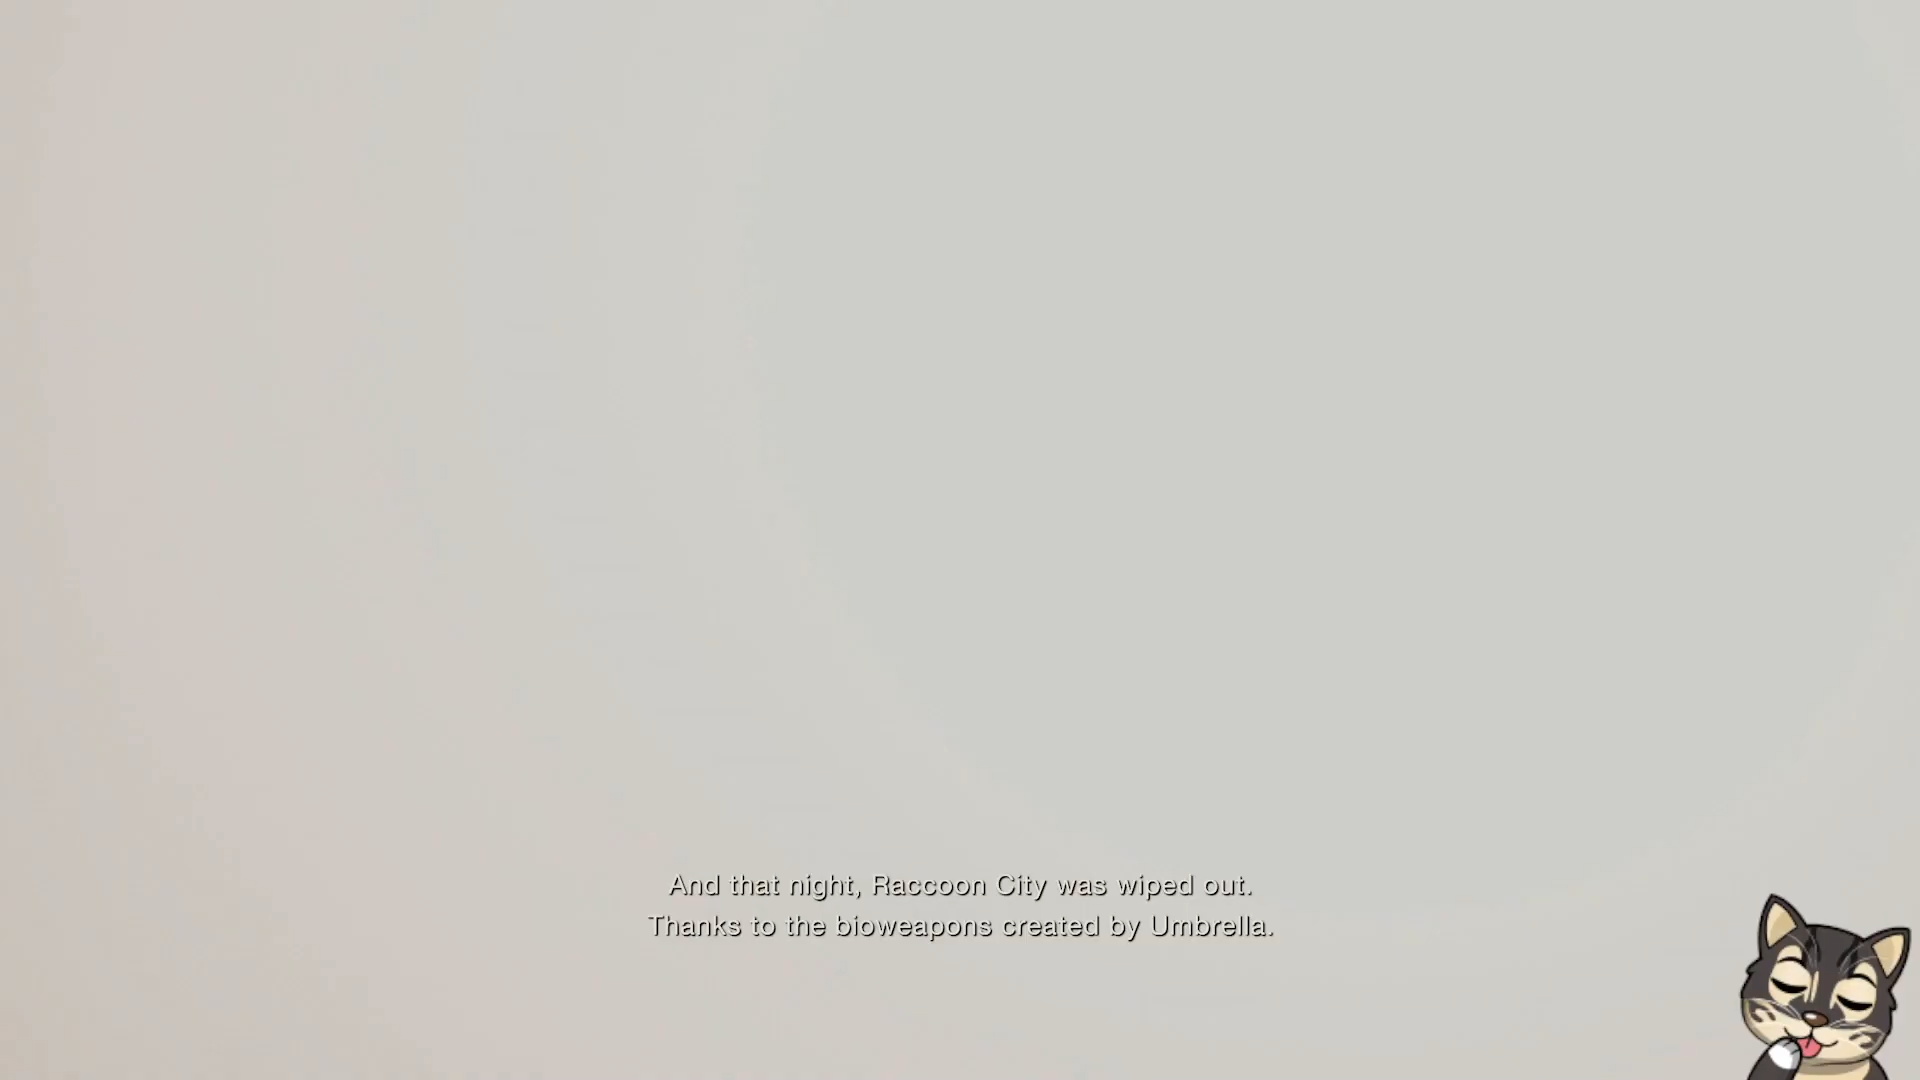 And that night, Raccoon City was wiped out.
Thanks to the bioweapons created by Umbrella.